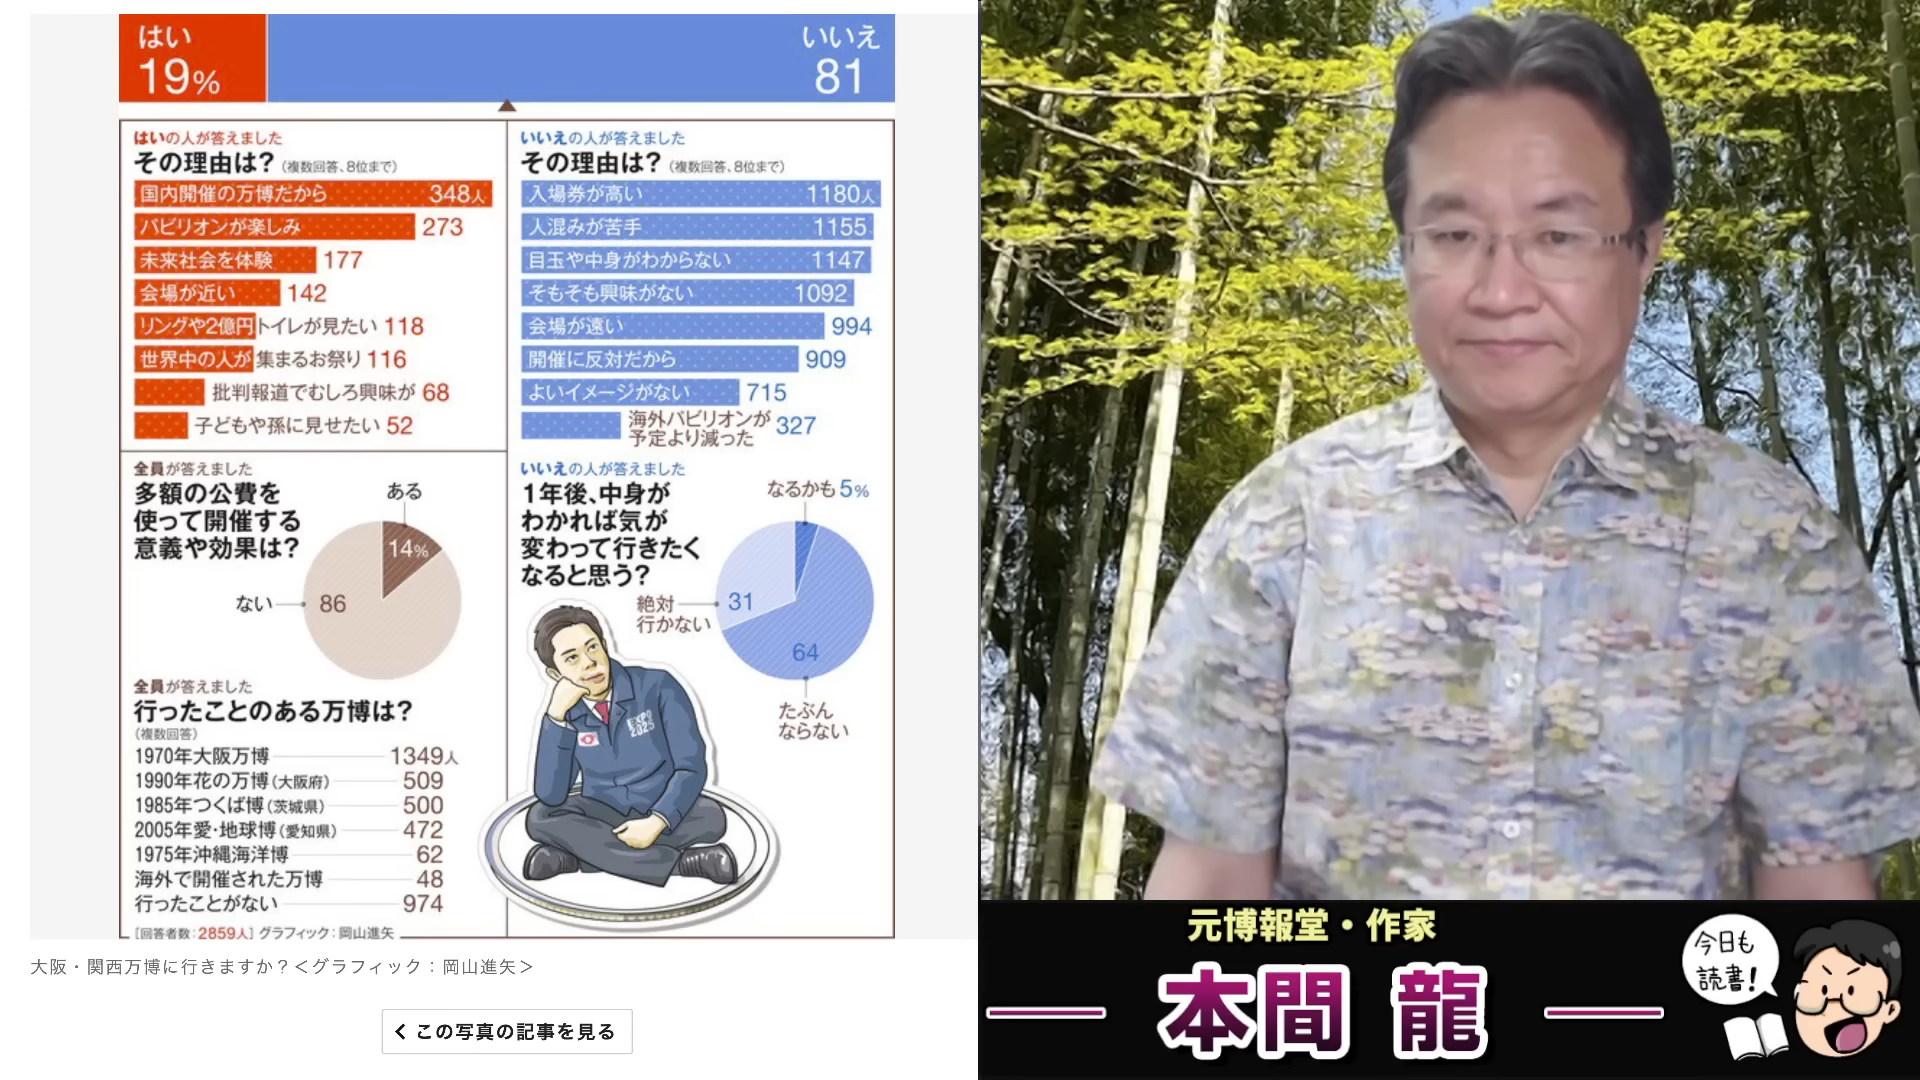 はい
19%
いいえ
81
はいの人が答えました
その理由は？（複数回答、8位まで）
国内開催の万博だから 348人
パビリオンが楽しみ 273
未来社会を体験 177
会場が近い 142
リングや2億円トイレが見たい 118
世界中の人が集まるお祭り 116
批判報道でむしろ興味が 68
子どもや孫に見せたい 52
いいえの人が答えました
その理由は？（複数回答、8位まで）
入場券が高い 1180人
人混みが苦手 1155
目玉や中身がわからない 1147
そもそも興味がない 1092
会場が遠い 994
開催に反対だから 909
よいイメージがない 715
海外パビリオンが
予定より減った 327
全員が答えました
多額の公費を
使って開催する
意義や効果は？
ある
14%
ない
86
いいえの人が答えました
1年後、中身が
わかれば気が
変わって行きたく
なると思う？
なるかも5%
絶対
行かない
31
64
たぶん
ならない
EXPO
2025
全員が答えました
行ったことのある万博は？
（複数回答）
1970年大阪万博 1349人
1990年花の万博（大阪府） 509
1985年つくば博（茨城県） 500
2005年愛・地球博（愛知県） 472
1975年沖縄海洋博 62
海外で開催された万博 48
行ったことがない 974
［回答者数：2859人］グラフィック：岡山進矢
大阪・関西万博に行きますか？＜グラフィック：岡山進矢＞
この写真の記事を見る
元博報堂・作家
本間 龍
今日も
読書！